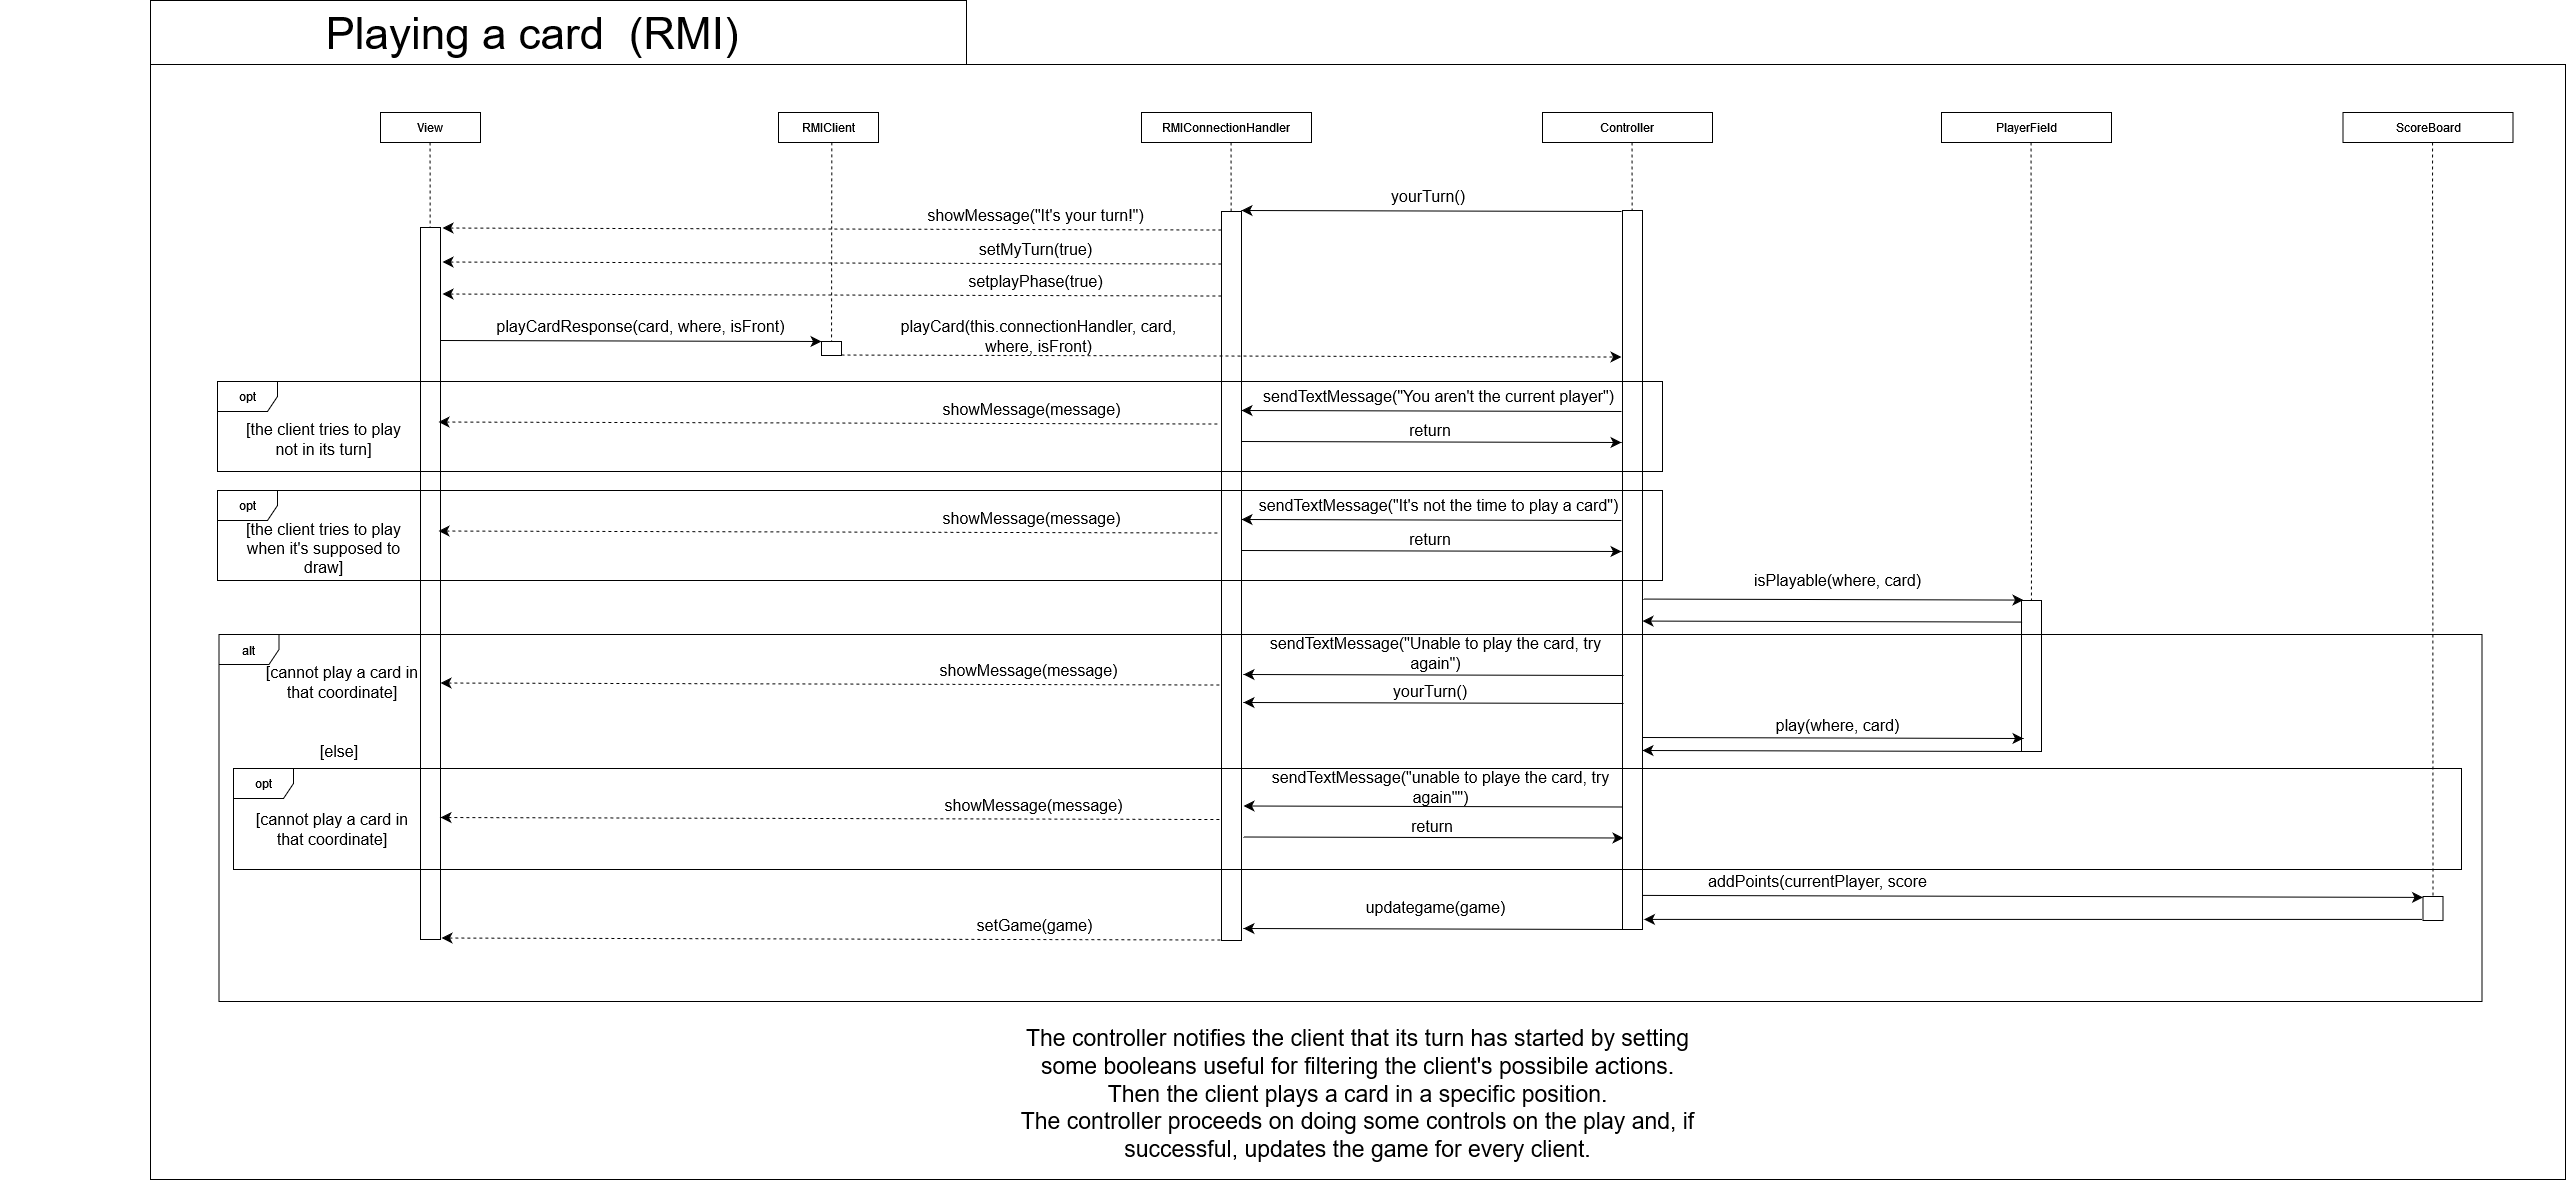 Playing a card  (RMI)
View
RMIClient
RMIConnectionHandler
Controller
PlayerField
ScoreBoard
yourTurn()
showMessage("It's your turn!")
setMyTurn(true)
setplayPhase(true)
playCardResponse(card, where, isFront)
playCard(this.connectionHandler, card,
where, isFront)
opt
[the client tries to play
not in its turn]
sendTextMessage("You aren't the current player")
showMessage(message)
return
opt
[the client tries to play
when it's supposed to
draw]
sendTextMessage("It's not the time to play a card")
showMessage(message)
return
isPlayable(where, card)
alt
[cannot play a card in
that coordinate]
sendTextMessage("Unable to play the card, try
again")
showMessage(message)
yourTurn()
play(where, card)
[else]
opt
[cannot play a card in
that coordinate]
sendTextMessage("unable to playe the card, try
again"")
showMessage(message)
return
addPoints(currentPlayer, score
updategame(game)
setGame(game)
The controller notifies the client that its turn has started by setting
some booleans useful for filtering the client's possibile actions.
Then the client plays a card in a specific position.
The controller proceeds on doing some controls on the play and, if
successful, updates the game for every client.